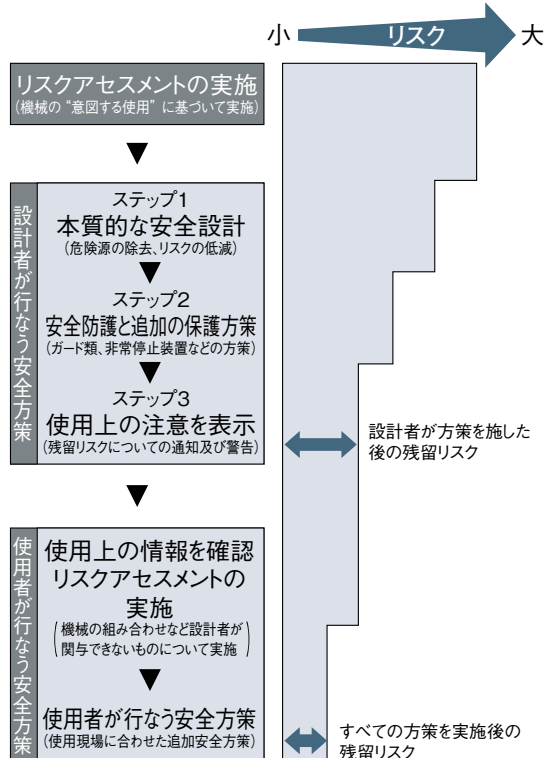 小 リスク 大
リスクアセスメントの実施
(機械の“意図する使用”に基づいて実施)
▼
設計者が行なう安全方策
ステップ1
本質的な安全設計
(危険源の除去、リスクの低減)
▼
ステップ2
安全防護と追加の保護方策
(ガード類、非常停止装置などの方策)
▼
ステップ3
使用上の注意を表示
(残留リスクについての通知及び警告)
設計者が方策を施した
後の残留リスク
▼
使用者が行なう安全方策
使用上の情報を確認
リスクアセスメントの
実施
(機械の組み合わせなど設計者が
関与できないものについて実施)
▼
使用者が行なう安全方策
(使用現場に合わせた追加安全方策)
すべての方策を実施後の
残留リスク